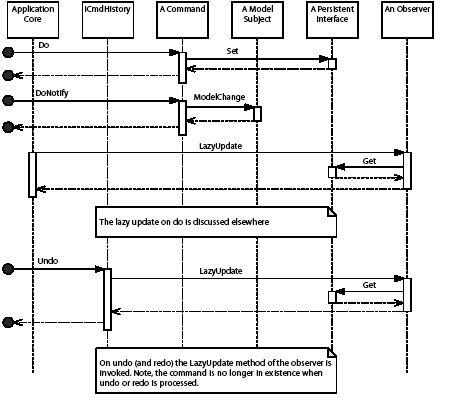 Application
Core
ICmdHistory
A Command
A Model
Subject
A Persistent
Interface
An Observer
Do
Set
DoNotify
ModelChange
LazyUpdate
Get
The lazy update on do is discussed elsewhere
Undo
LazyUpdate
Get
On undo (and redo) the LazyUpdate method of the observer is
invoked. Note, the command is no longer in existence when
undo or redo is processed.